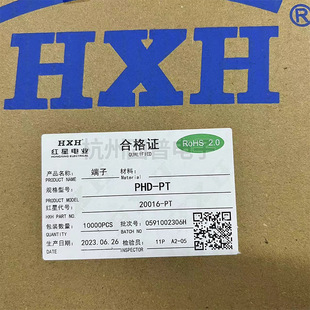 HXH®
HXH
红星电业
HONGXING ELECTRIC
合格证
QUALIFIED
RoHS 2.0
产品名称: 端子 材料:
PRODUCT NAME Material
规格型号: PHD-PT
PRODUCT MODEL
红星代号: 20016-PT
HXH PART NO
包装数量: 10000PCS 批次号: 0591002306H
QUANTITY BATCH NO
生产日期: 2023.06.26 检验员: 11P A2-05
DATE INSPECTOR